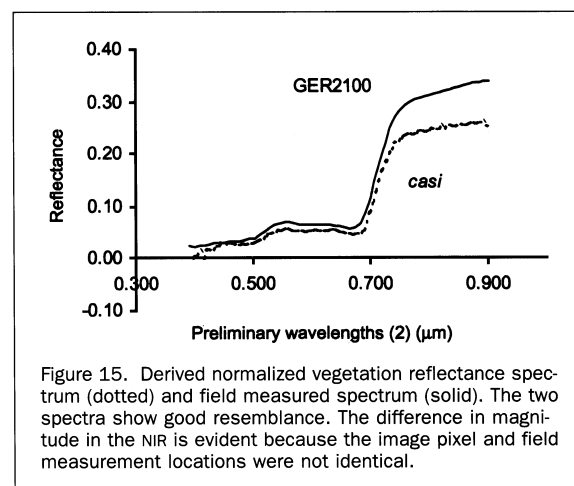 0.40
GER2100
0.30
Reflectance
0.20
casi
0.10
0.00
0.300
0.500
0.700
0.900
-0.10
Preliminary wavelengths (2) (μm)
Figure 15. Derived normalized vegetation reflectance spec-
trum (dotted) and field measured spectrum (solid). The two
spectra show good resemblance. The difference in magni-
tude in the NIR is evident because the image pixel and field
measurement locations were not identical.